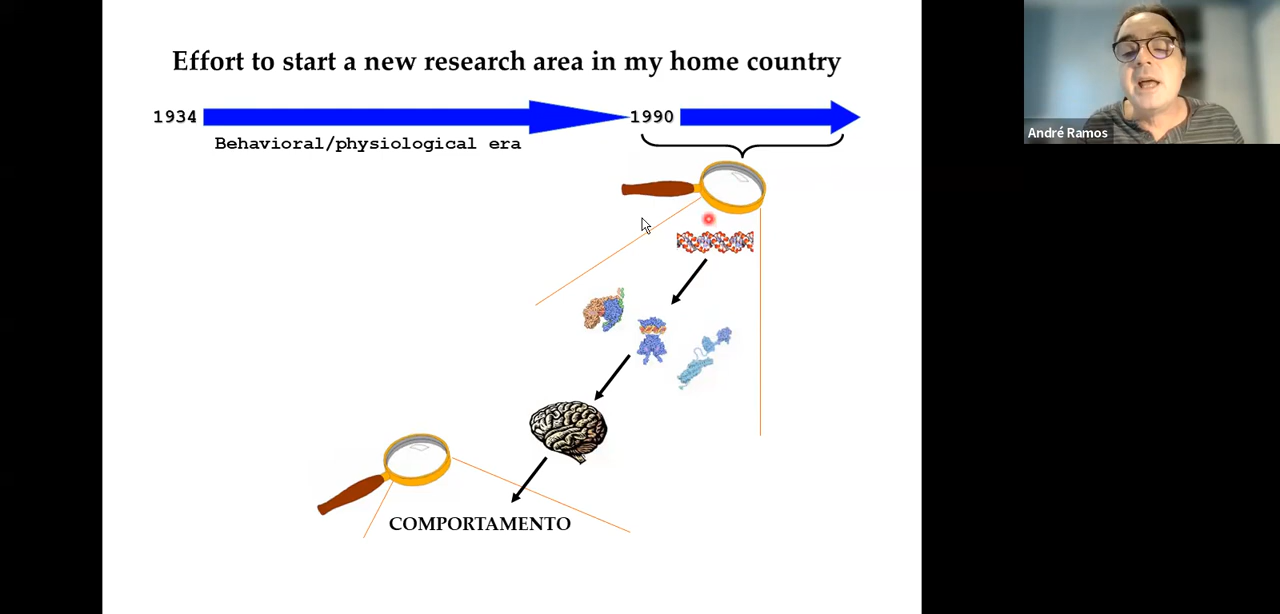 Effort to start a new research area in my home country
1934
1990
Behavioral/physiological era
COMPORTAMENTO
André Ramos